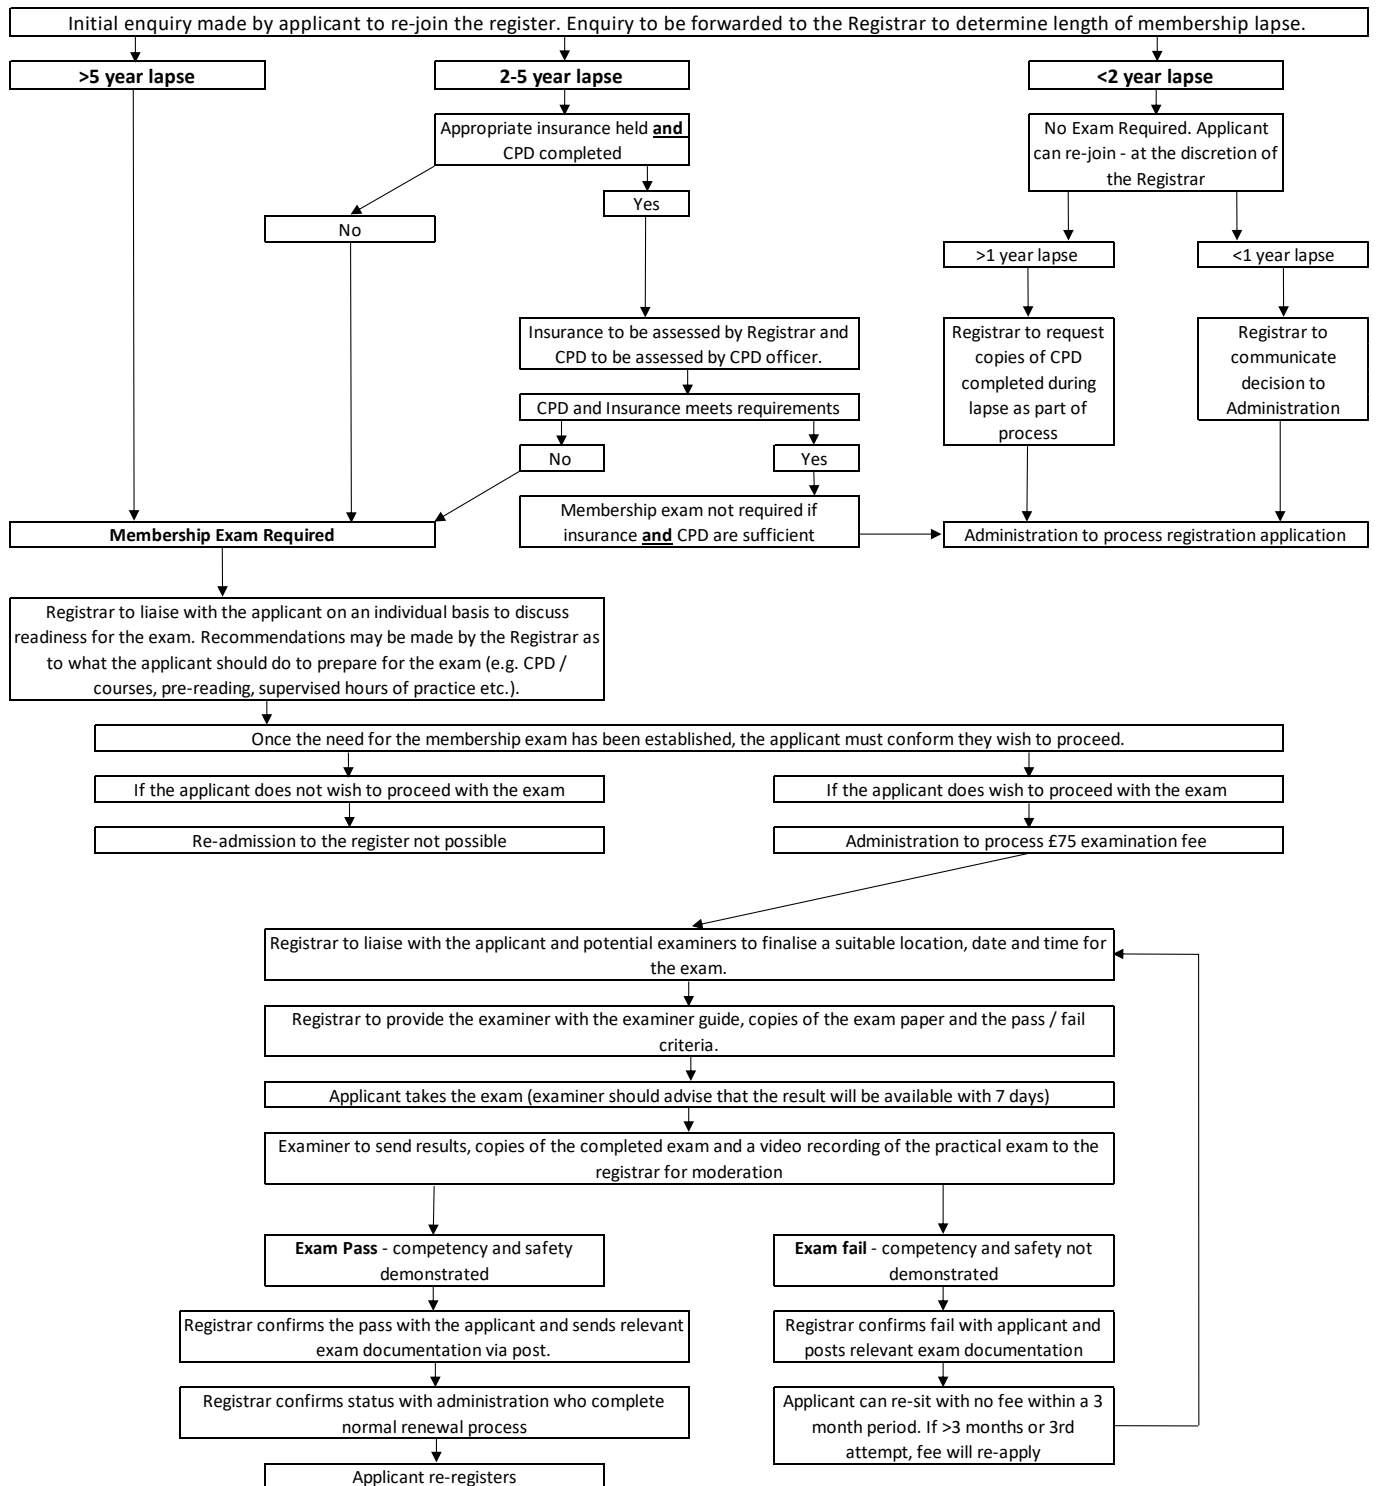 Initial enquiry made by applicant to re-join the register. Enquiry to be forwarded to the Registrar to determine length of membership lapse.
>5 year lapse
2-5 year lapse
<2 year lapse
Appropriate insurance held and
CPD completed
No Exam Required. Applicant
can re-join - at the discretion of
the Registrar
Yes
No
>1 year lapse
<1 year lapse
Insurance to be assessed by Registrar and
CPD to be assessed by CPD officer.
Registrar to request
copies of CPD
completed during
lapse as part of
process
Registrar to
communicate
decision to
Administration
CPD and Insurance meets requirements
No
Yes
Membership exam not required if
insurance and CPD are sufficient
Membership Exam Required
Administration to process registration application
Registrar to liaise with the applicant on an individual basis to discuss
readiness for the exam. Recommendations may be made by the Registrar as
to what the applicant should do to prepare for the exam (e.g. CPD /
courses, pre-reading, supervised hours of practice etc.).
Once the need for the membership exam has been established, the applicant must conform they wish to proceed.
If the applicant does not wish to proceed with the exam
If the applicant does wish to proceed with the exam
Re-admission to the register not possible
Administration to process £75 examination fee
Registrar to liaise with the applicant and potential examiners to finalise a suitable location, date and time for
the exam.
Registrar to provide the examiner with the examiner guide, copies of the exam paper and the pass / fail
criteria.
Applicant takes the exam (examiner should advise that the result will be available with 7 days)
Examiner to send results, copies of the completed exam and a video recording of the practical exam to the
registrar for moderation
Exam Pass - competency and safety
demonstrated
Exam fail - competency and safety not
demonstrated
Registrar confirms the pass with the applicant and sends relevant
exam documentation via post.
Registrar confirms fail with applicant and
posts relevant exam documentation
Registrar confirms status with administration who complete
normal renewal process
Applicant can re-sit with no fee within a 3
month period. If >3 months or 3rd
attempt, fee will re-apply
Applicant re-registers